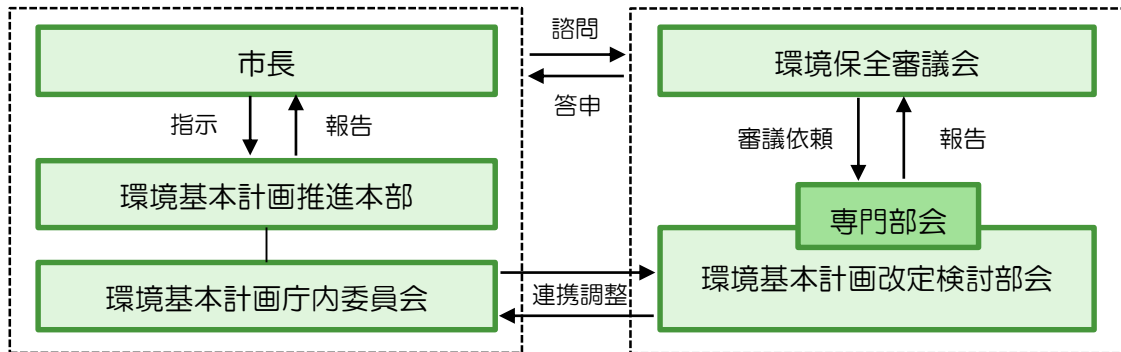 市長
諮問
環境保全審議会
答申
指示
報告
審議依頼
報告
環境基本計画推進本部
専門部会
環境基本計画改定検討部会
環境基本計画庁内委員会
連携調整